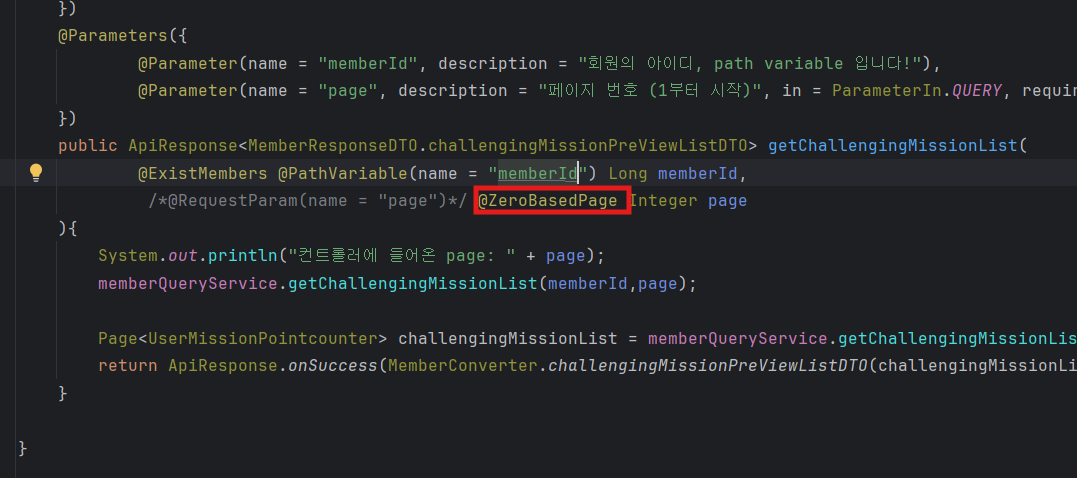 })
@Parameters({
@Parameter(name = "memberId", description = "회원의 아이디, path variable 입니다!"),
@Parameter(name = "page", description = "페이지 번호 (1부터 시작)", in = ParameterIn.QUERY, requir
})
public ApiResponse<MemberResponseDTO.challengingMissionPreViewListDTO> getChallengingMissionList(
@ExistMembers @PathVariable(name = "memberId") Long memberId,
/*@RequestParam(name = "page")*/ @ZeroBasedPage Integer page
){
System.out.println("컨트롤러에 들어온 page: " + page);
memberQueryService.getChallengingMissionList(memberId,page);
Page<UserMissionPointcounter> challengingMissionList = memberQueryService.getChallengingMissionLis
return ApiResponse.onSuccess(MemberConverter.challengingMissionPreViewListDTO(challengingMissionLi
}
}